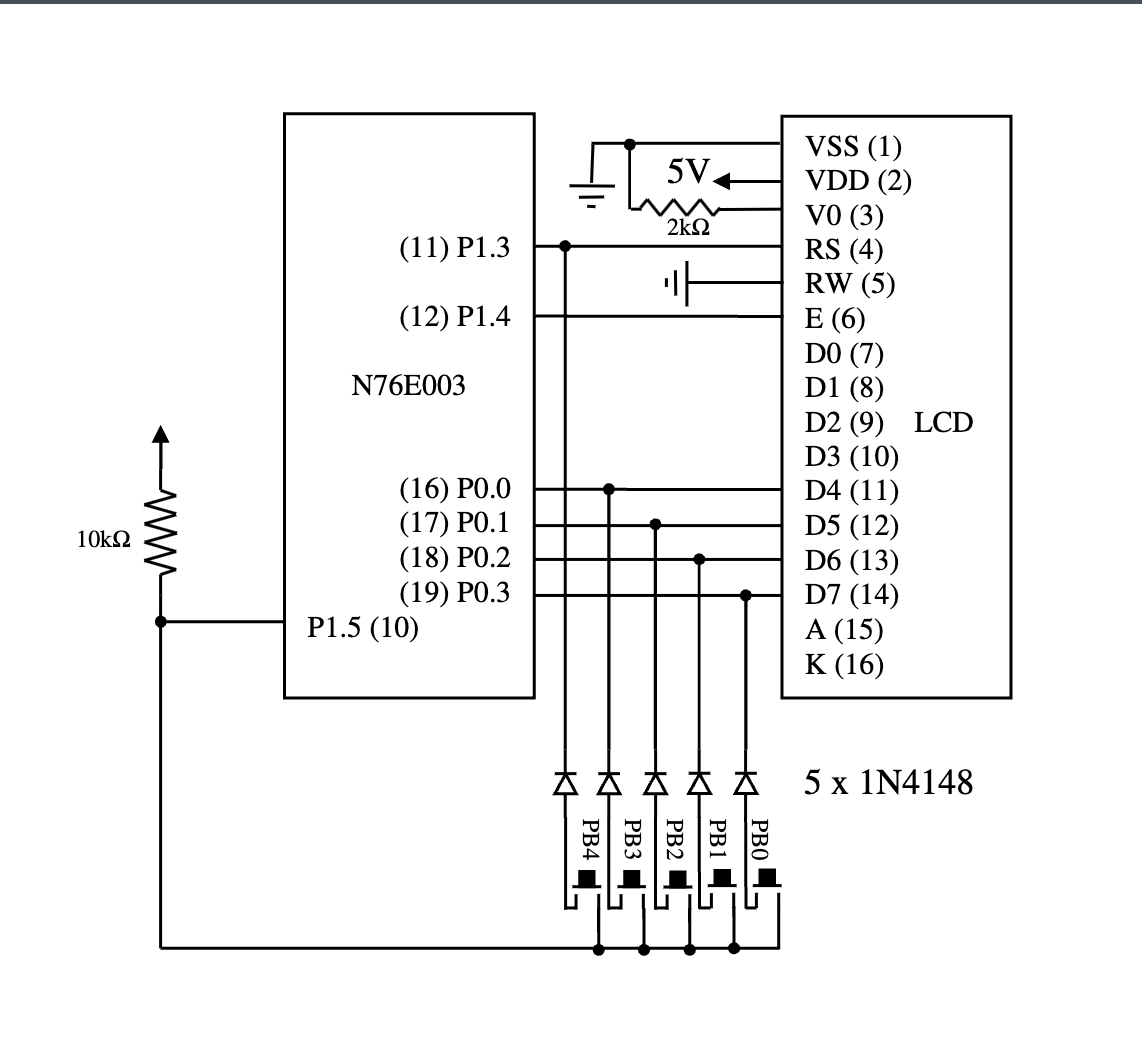 VSS (1)
5V
VDD (2)
V0 (3)
2kΩ
(11) P1.3
RS (4)
RW (5)
(12) P1.4
E (6)
D0 (7)
N76E003
D1 (8)
D2 (9)
LCD
D3 (10)
(16) P0.0
D4 (11)
(17) P0.1
D5 (12)
10kΩ
(18) P0.2
D6 (13)
(19) P0.3
D7 (14)
P1.5 (10)
A (15)
K (16)
5 x 1N4148
PB4
PB3
PB2
PB1
PB0